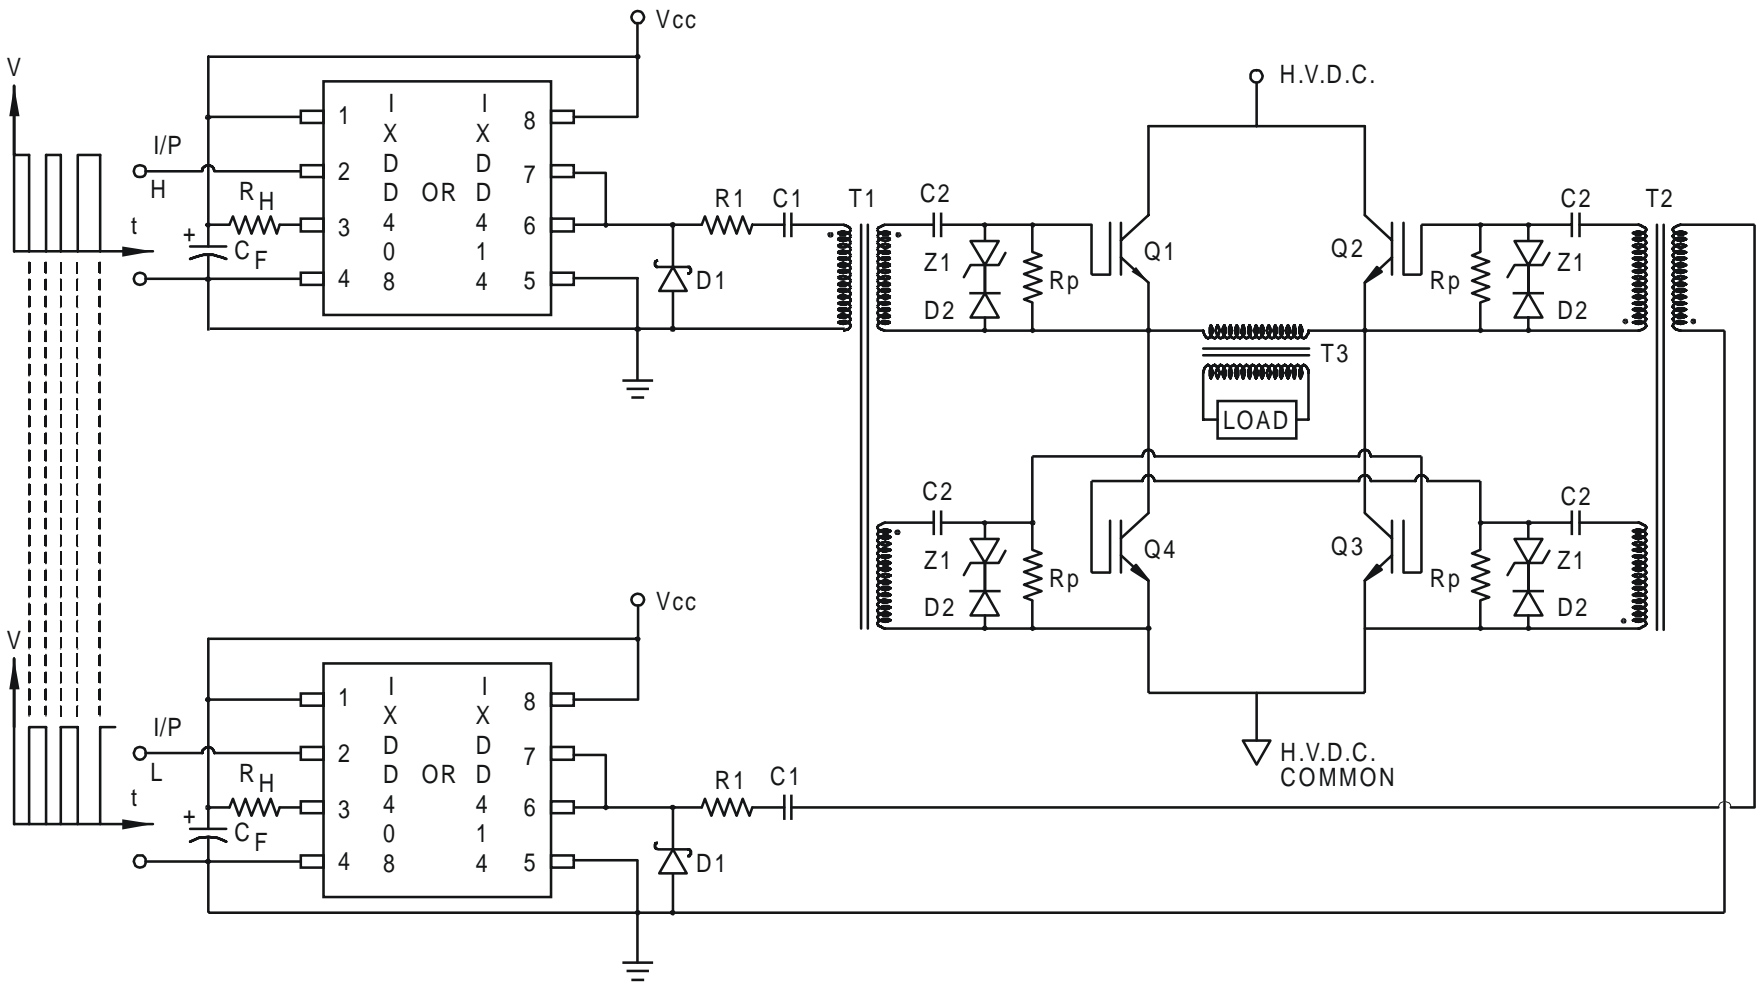 Vcc
H.V.D.C.
V
I/P
H
t
R H
+
C F
1
2
3
4
I
X
D
D
4
0
8
OR
I
X
D
D
4
1
4
8
7
6
5
D1
R1
C1
T1
C2
Z1
D2
Rp
Q1
Q2
Rp
C2
Z1
D2
T2
T3
LOAD
C2
Z1
D2
Rp
Q4
Q3
Rp
C2
Z1
D2
Vcc
V
I/P
L
t
R H
+
C F
1
2
3
4
I
X
D
D
4
0
8
OR
I
X
D
D
4
1
4
8
7
6
5
D1
R1
C1
H.V.D.C.
COMMON